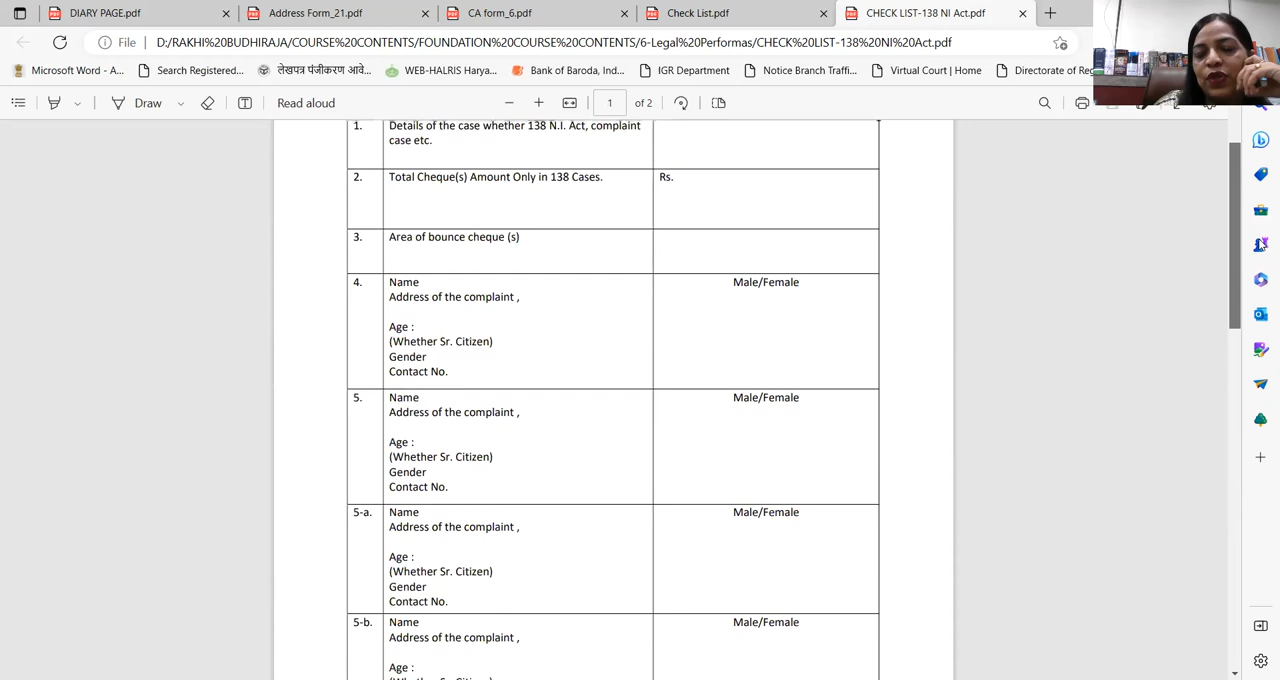 DIARY PAGE.pdf
Address Form_21.pdf
CA form_6.pdf
Check List.pdf
CHECK LIST-138 NI Act.pdf
File
D:/RAKHI%20BUDHIRAJA/COURSE%20CONTENTS/FOUNDATION%20COURSE%20CONTENTS/6-Legal%20Performas/CHECK%20LIST-138%20NI%20Act.pdf
Microsoft Word - A...
Search Registered...
लेखपत्र पंजीकरण आवे...
WEB-HALRIS Harya...
Bank of Baroda, Ind...
IGR Department
Notice Branch Traffi...
Virtual Court | Home
Directorate of Reg
Draw
Read aloud
1
of 2
1. Details of the case whether 138 N.I. Act, complaint
case etc.
2. Total Cheque(s) Amount Only in 138 Cases. Rs.
3. Area of bounce cheque (s)
4. Name Male/Female
Address of the complaint ,
Age :
(Whether Sr. Citizen)
Gender
Contact No.
5. Name Male/Female
Address of the complaint ,
Age :
(Whether Sr. Citizen)
Gender
Contact No.
5-a. Name Male/Female
Address of the complaint ,
Age :
(Whether Sr. Citizen)
Gender
Contact No.
5-b. Name Male/Female
Address of the complaint ,
Age :
(Whether Sr. Citizen)